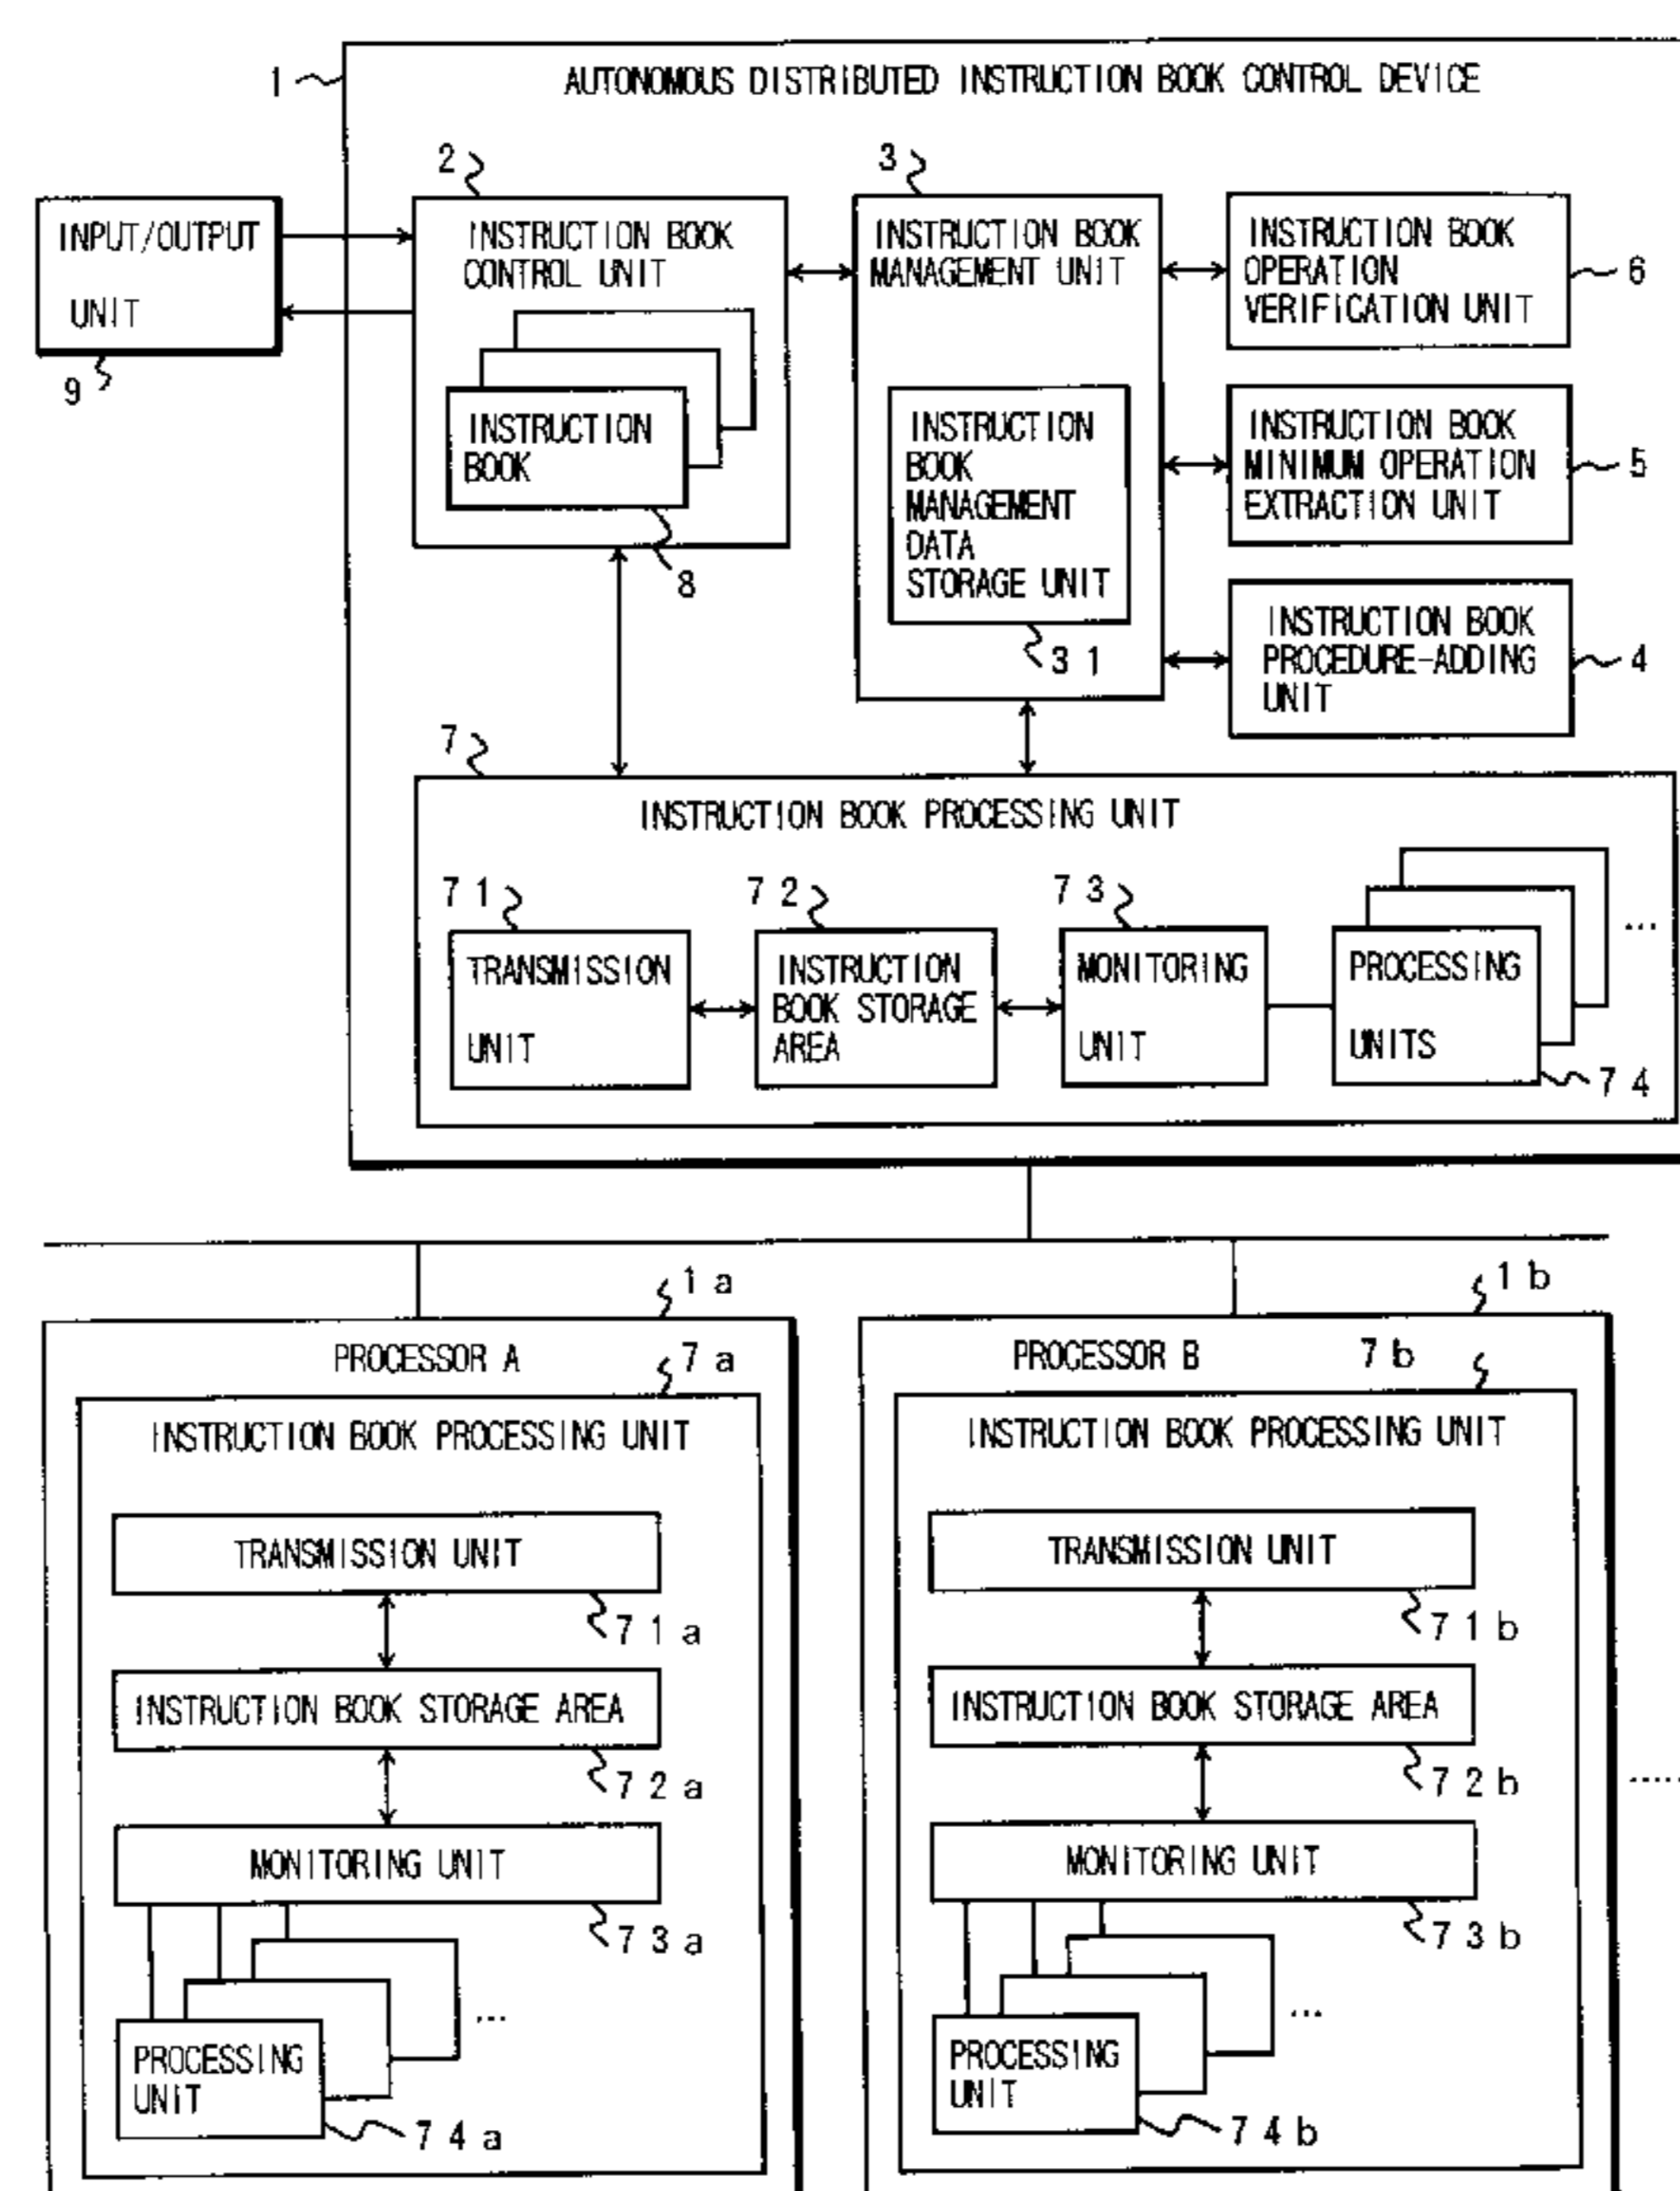 1
AUTONOMOUS DISTRIBUTED INSTRUCTION BOOK CONTROL DEVICE
2
3
INPUT/OUTPUT
UNIT
9
INSTRUCTION BOOK
CONTROL UNIT
INSTRUCTION
BOOK
8
INSTRUCTION BOOK
MANAGEMENT UNIT
INSTRUCTION
BOOK
MANAGEMENT
DATA
STORAGE UNIT
31
INSTRUCTION BOOK
OPERATION
VERIFICATION UNIT
6
INSTRUCTION BOOK
MINIMUM OPERATION
EXTRACTION UNIT
5
INSTRUCTION BOOK
PROCEDURE-ADDING
UNIT
4
7
INSTRUCTION BOOK PROCESSING UNIT
71
TRANSMISSION
UNIT
72
INSTRUCTION
BOOK STORAGE
AREA
73
MONITORING
UNIT
PROCESSING
UNITS
...
74
1a
PROCESSOR A
7a
INSTRUCTION BOOK PROCESSING UNIT
TRANSMISSION UNIT
71a
INSTRUCTION BOOK STORAGE AREA
72a
MONITORING UNIT
73a
PROCESSING
UNIT
...
74a
1b
PROCESSOR B
7b
INSTRUCTION BOOK PROCESSING UNIT
TRANSMISSION UNIT
71b
INSTRUCTION BOOK STORAGE AREA
72b
MONITORING UNIT
73b
PROCESSING
UNIT
...
74b
.....